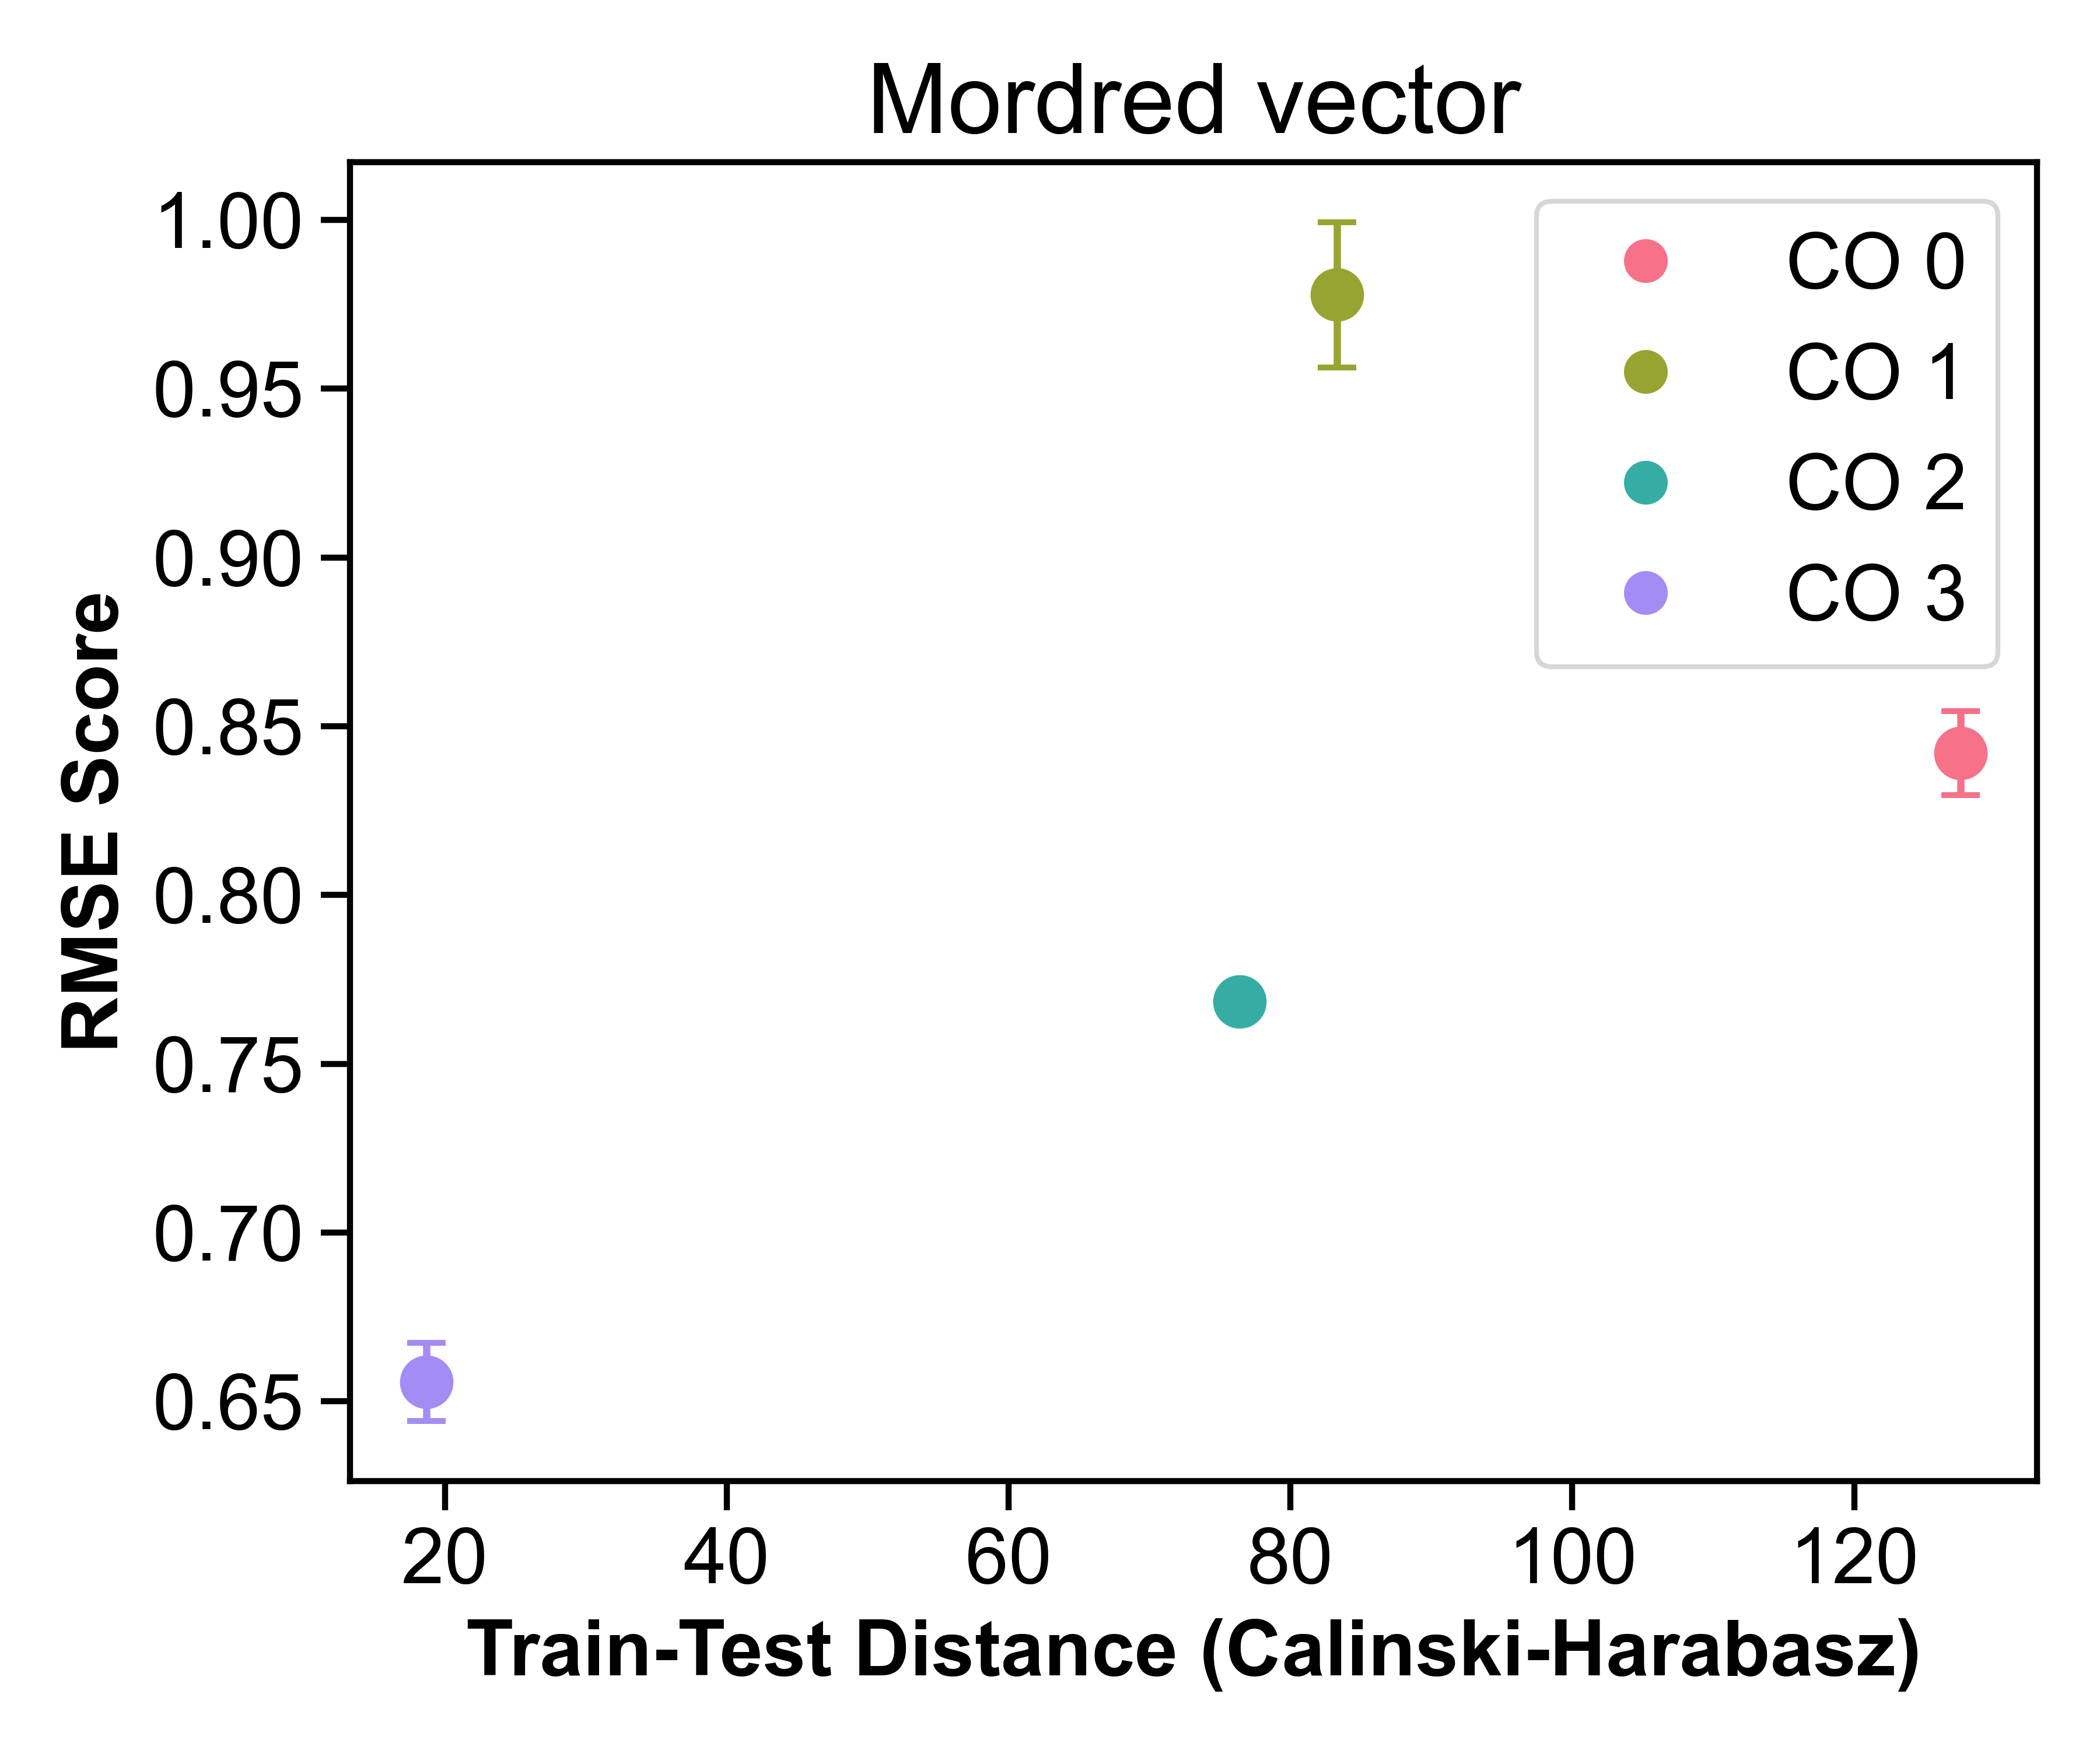 Mordred vector
1.00
0.95
0.90
0.85
0.80
0.75
0.70
0.65
RMSE Score
CO 0
CO 1
CO 2
CO 3
20 40 60 80 100 120
Train-Test Distance (Calinski-Harabasz)